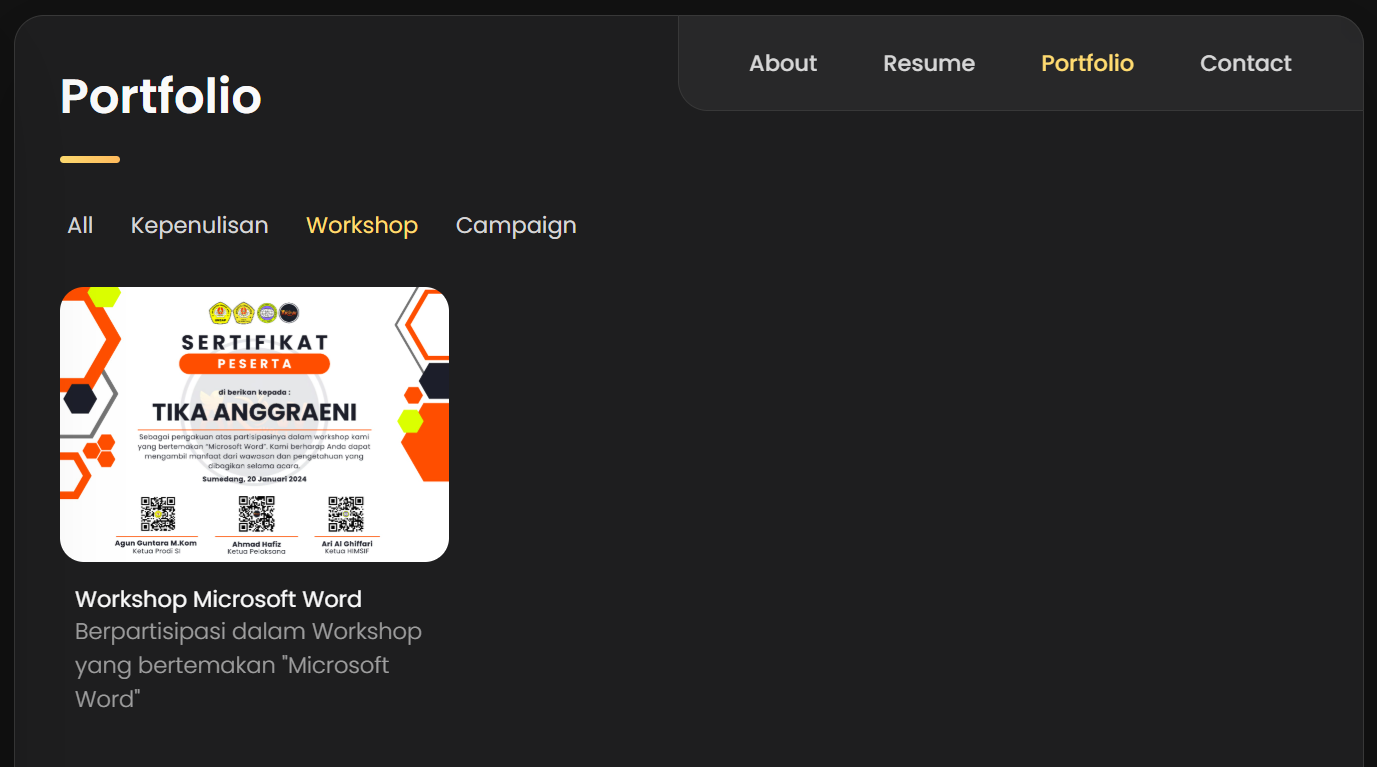 About Resume Portfolio Contact
Portfolio
All Kepenulisan Workshop Campaign
SERTIFIKAT
PESERTA
di berikan kepada :
TIKA ANGGRAENI
Sebagai pengakuan atas partisipasinya dalam workshop kami
yang bertemakan "Microsoft Word". Kami berharap Anda dapat
mengambil manfaat dari wawasan dan pengetahuan yang
dibagikan selama acara.
Sumedang, 20 Januari 2024
Agun Guntara M.Kom Ahmad Hafiz Ari Al Ghiffari
Ketua Prodi SI Ketua Pelaksana Ketua HIMSIF
Workshop Microsoft Word
Berpartisipasi dalam Workshop
yang bertemakan "Microsoft
Word"